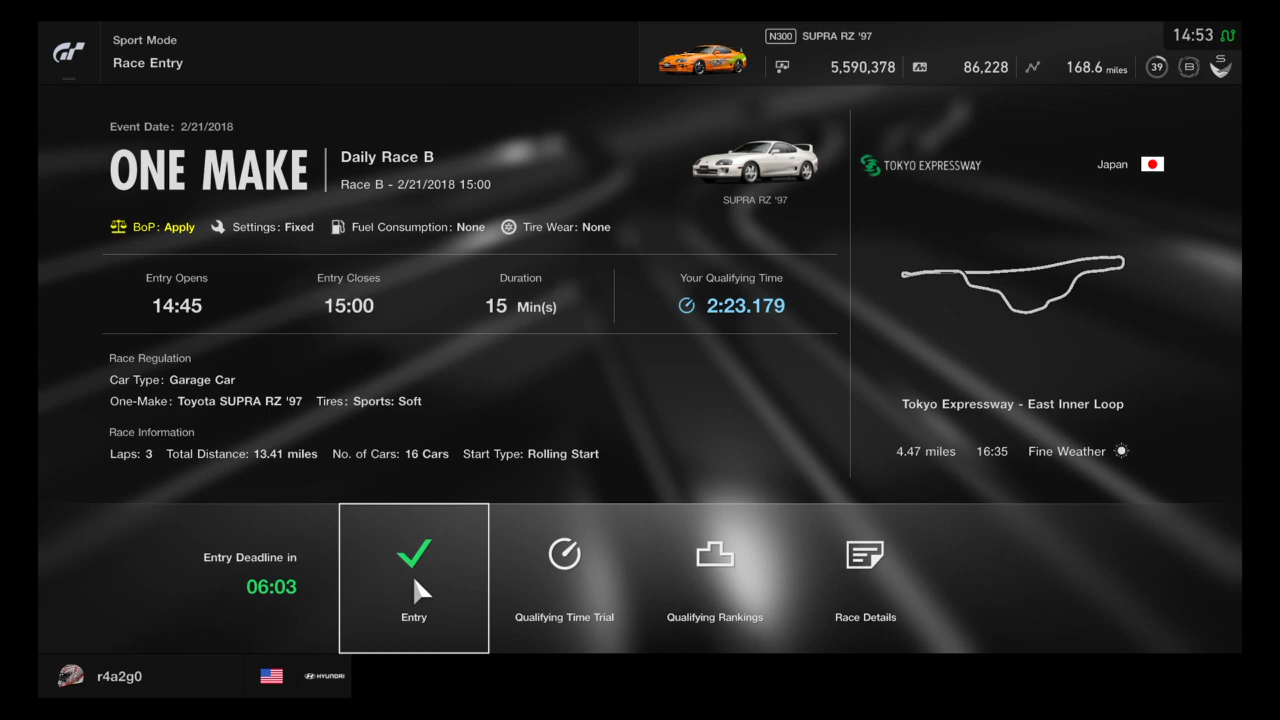 GT
Sport Mode
Race Entry
N300 SUPRA RZ '97
5,590,378 86,228 168.6 miles 39 B S
14:53
Event Date: 2/21/2018
ONE MAKE
Daily Race B
Race B - 2/21/2018 15:00
SUPRA RZ '97
BoP: Apply Settings: Fixed Fuel Consumption: None Tire Wear: None
Entry Opens Entry Closes Duration Your Qualifying Time
14:45 15:00 15 Min(s) 2:23.179
Race Regulation
Car Type: Garage Car
One-Make: Toyota SUPRA RZ '97 Tires: Sports: Soft
Race Information
Laps: 3 Total Distance: 13.41 miles No. of Cars: 16 Cars Start Type: Rolling Start
TOKYO EXPRESSWAY Japan
Tokyo Expressway - East Inner Loop
4.47 miles 16:35 Fine Weather
Entry Deadline in
06:03
Entry Qualifying Time Trial Qualifying Rankings Race Details
r4a2g0 HYUNDAI